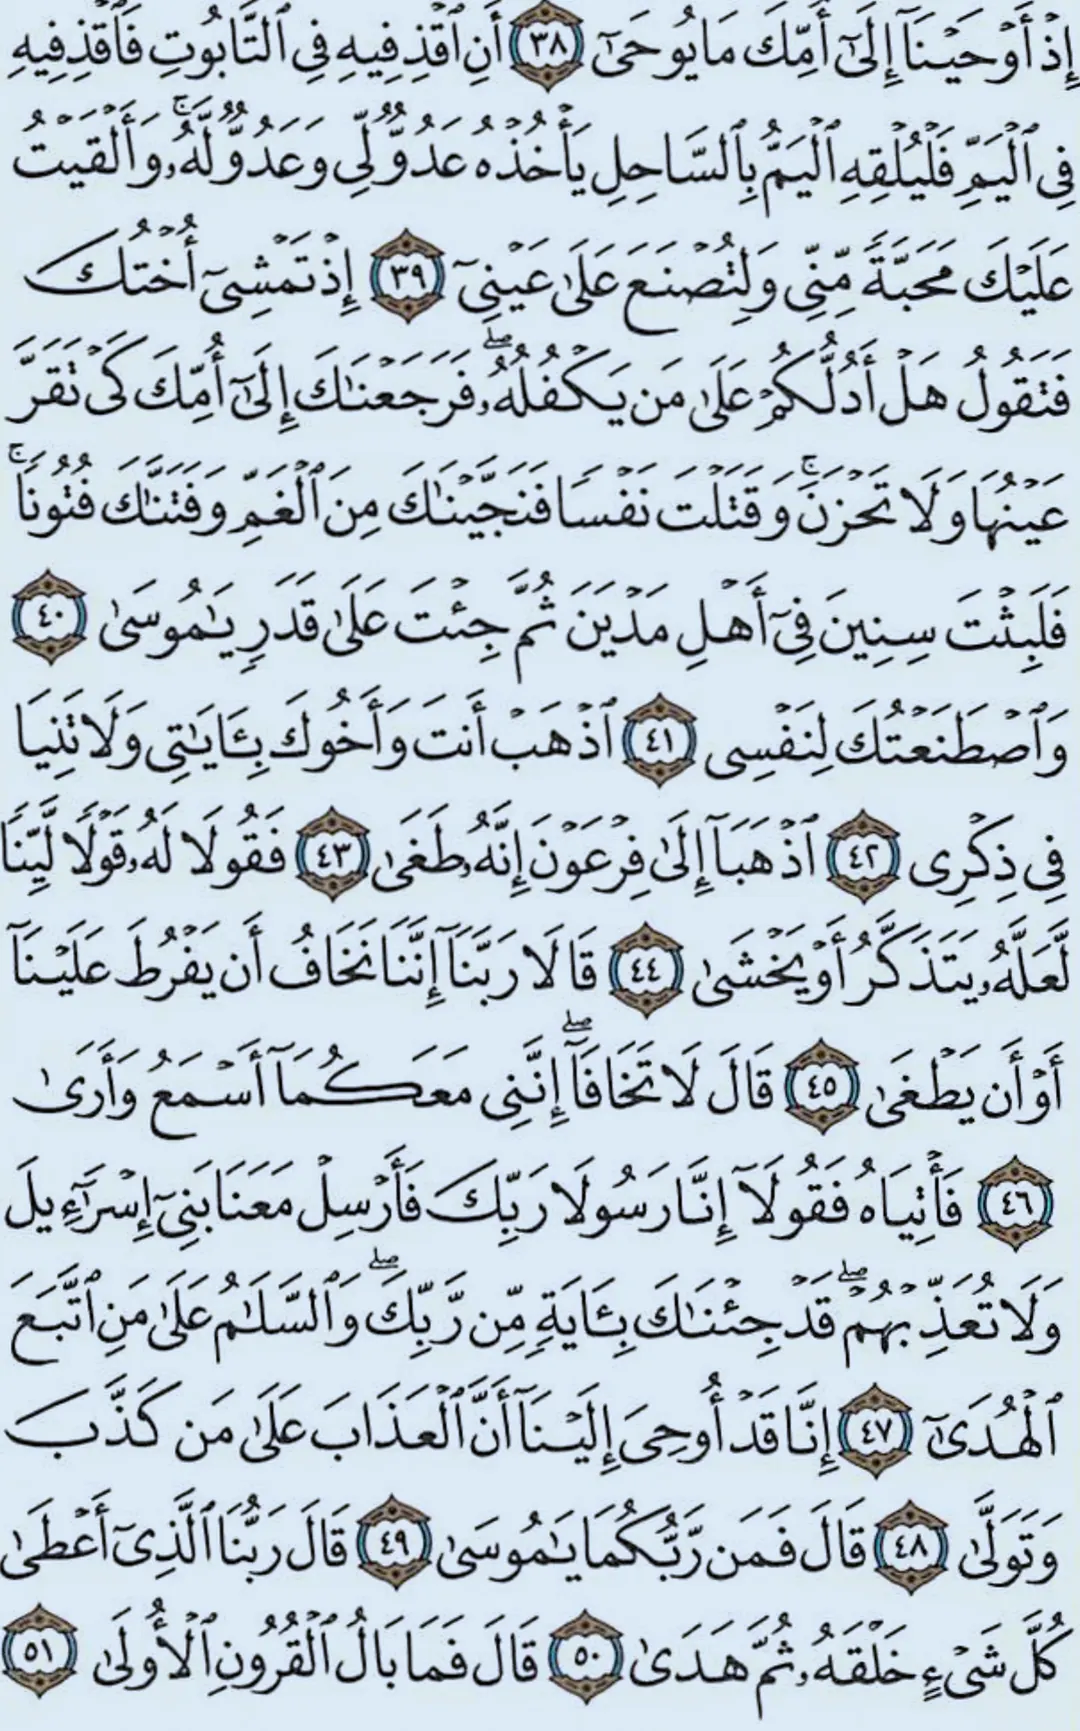 إِذْ أَوْحَيْنَآ إِلَىٰٓ أُمِّكَ مَا يُوحَىٰٓ ٣٨ أَنِ ٱقْذِفِيهِ فِى ٱلتَّابُوتِ فَٱقْذِفِيهِ
فِى ٱلْيَمِّ فَلْيُلْقِهِ ٱلْيَمُّ بِٱلسَّاحِلِ يَأْخُذْهُ عَدُوٌّ لِّى وَعَدُوٌّ لَّهُۥ ۚ وَأَلْقَيْتُ
عَلَيْكَ مَحَبَّةً مِّنِّى وَلِتُصْنَعَ عَلَىٰ عَيْنِىٓ ٣٩ إِذْ تَمْشِىٓ أُخْتُكَ
فَتَقُولُ هَلْ أَدُلُّكُمْ عَلَىٰ مَن يَكْفُلُهُۥ ۖ فَرَجَعْنَـٰكَ إِلَىٰٓ أُمِّكَ كَىْ تَقَرَّ
عَيْنُهَا وَلَا تَحْزَنَ ۚ وَقَتَلْتَ نَفْسًا فَنَجَّيْنَـٰكَ مِنَ ٱلْغَمِّ وَفَتَنَّـٰكَ فُتُونًا ۚ
فَلَبِثْتَ سِنِينَ فِىٓ أَهْلِ مَدْيَنَ ثُمَّ جِئْتَ عَلَىٰ قَدَرٍ يَـٰمُوسَىٰ ٤٠
وَٱصْطَنَعْتُكَ لِنَفْسِى ٤١ ٱذْهَبْ أَنتَ وَأَخُوكَ بِـَٔايَـٰتِى وَلَا تَنِيَا
فِى ذِكْرِى ٤٢ ٱذْهَبَآ إِلَىٰ فِرْعَوْنَ إِنَّهُۥ طَغَىٰ ٤٣ فَقُولَا لَهُۥ قَوْلًا لَّيِّنًا
لَّعَلَّهُۥ يَتَذَكَّرُ أَوْ يَخْشَىٰ ٤٤ قَالَا رَبَّنَآ إِنَّنَا نَخَافُ أَن يَفْرُطَ عَلَيْنَآ
أَوْ أَن يَطْغَىٰ ٤٥ قَالَ لَا تَخَافَآ ۖ إِنَّنِى مَعَكُمَآ أَسْمَعُ وَأَرَىٰ
٤٦ فَأْتِيَاهُ فَقُولَآ إِنَّا رَسُولَا رَبِّكَ فَأَرْسِلْ مَعَنَا بَنِىٓ إِسْرَٰٓءِيلَ
وَلَا تُعَذِّبْهُمْ ۖ قَدْ جِئْنَـٰكَ بِـَٔايَةٍ مِّن رَّبِّكَ ۖ وَٱلسَّلَـٰمُ عَلَىٰ مَنِ ٱتَّبَعَ
ٱلْهُدَىٰٓ ٤٧ إِنَّا قَدْ أُوحِىَ إِلَيْنَآ أَنَّ ٱلْعَذَابَ عَلَىٰ مَن كَذَّبَ
وَتَوَلَّىٰ ٤٨ قَالَ فَمَن رَّبُّكُمَا يَـٰمُوسَىٰ ٤٩ قَالَ رَبُّنَا ٱلَّذِىٓ أَعْطَىٰ
كُلَّ شَىْءٍ خَلْقَهُۥ ثُمَّ هَدَىٰ ٥٠ قَالَ فَمَا بَالُ ٱلْقُرُونِ ٱلْأُولَىٰ ٥١